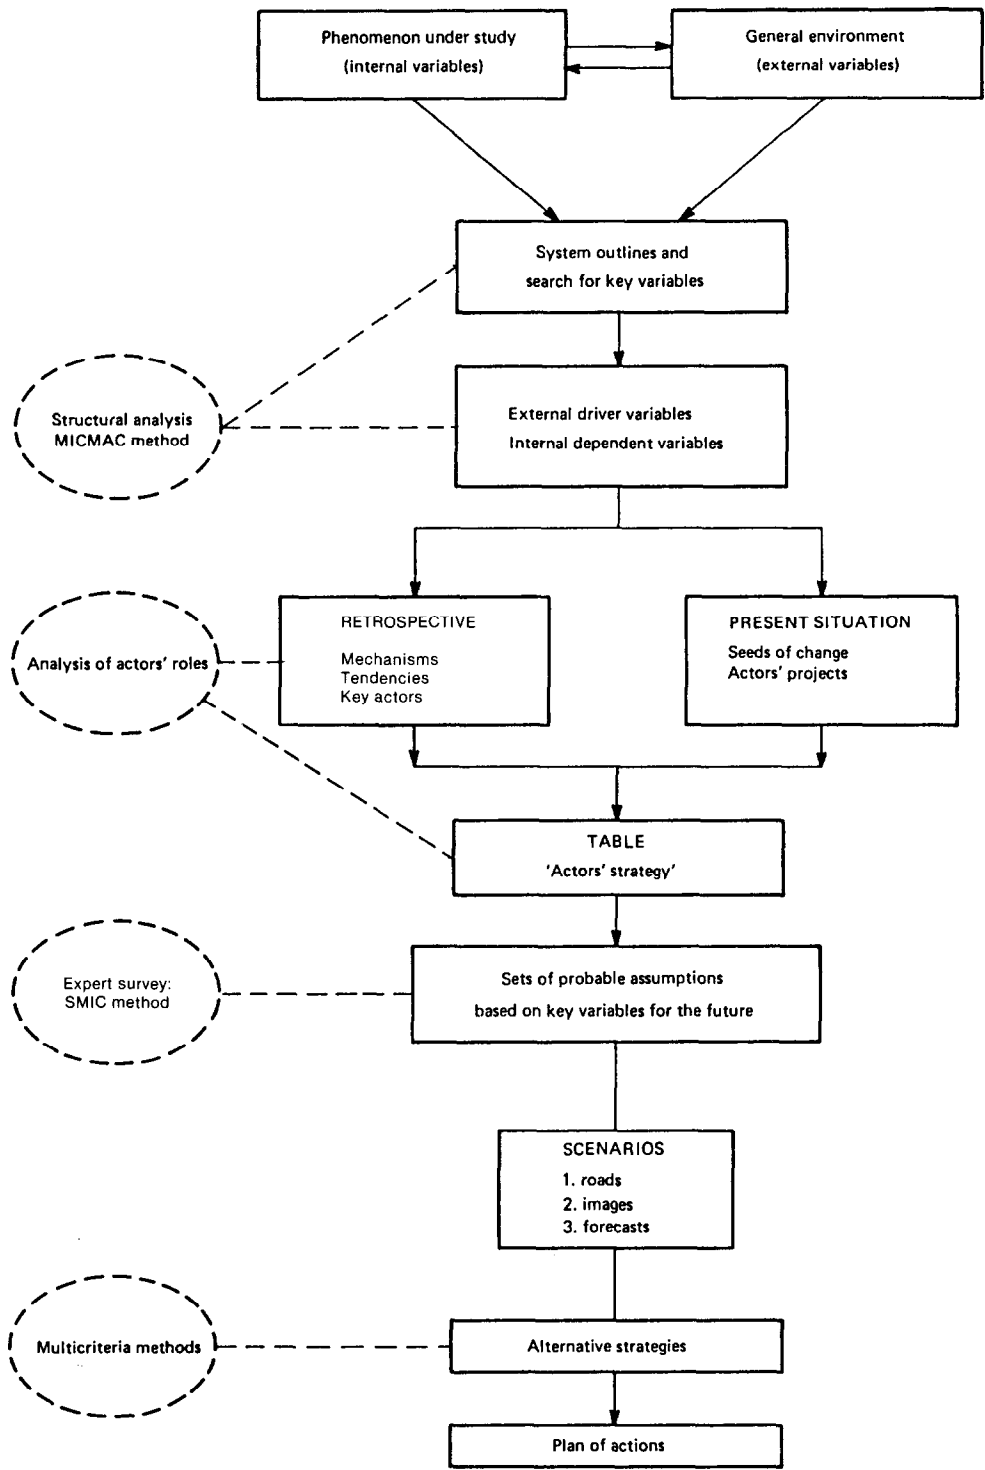 Phenomenon under study
(internal variables)
General environment
(external variables)
System outlines and
search for key variables
Structural analysis
MICMAC method
External driver variables
Internal dependent variables
Analysis of actors' roles
RETROSPECTIVE
Mechanisms
Tendencies
Key actors
PRESENT SITUATION
Seeds of change
Actors' projects
TABLE
'Actors' strategy'
Expert survey:
SMIC method
Sets of probable assumptions
based on key variables for the future
SCENARIOS
1. roads
2. images
3. forecasts
Multicriteria methods
Alternative strategies
Plan of actions